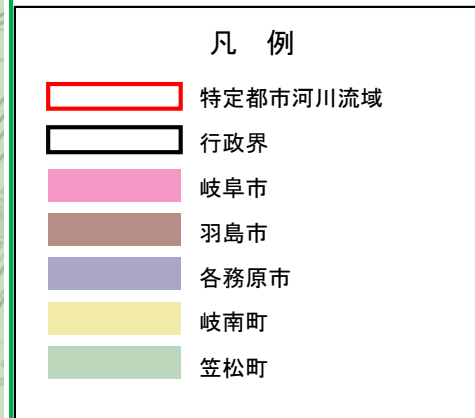 凡 例
特定都市河川流域
行政界
岐阜市
羽島市
各務原市
岐南町
笠松町